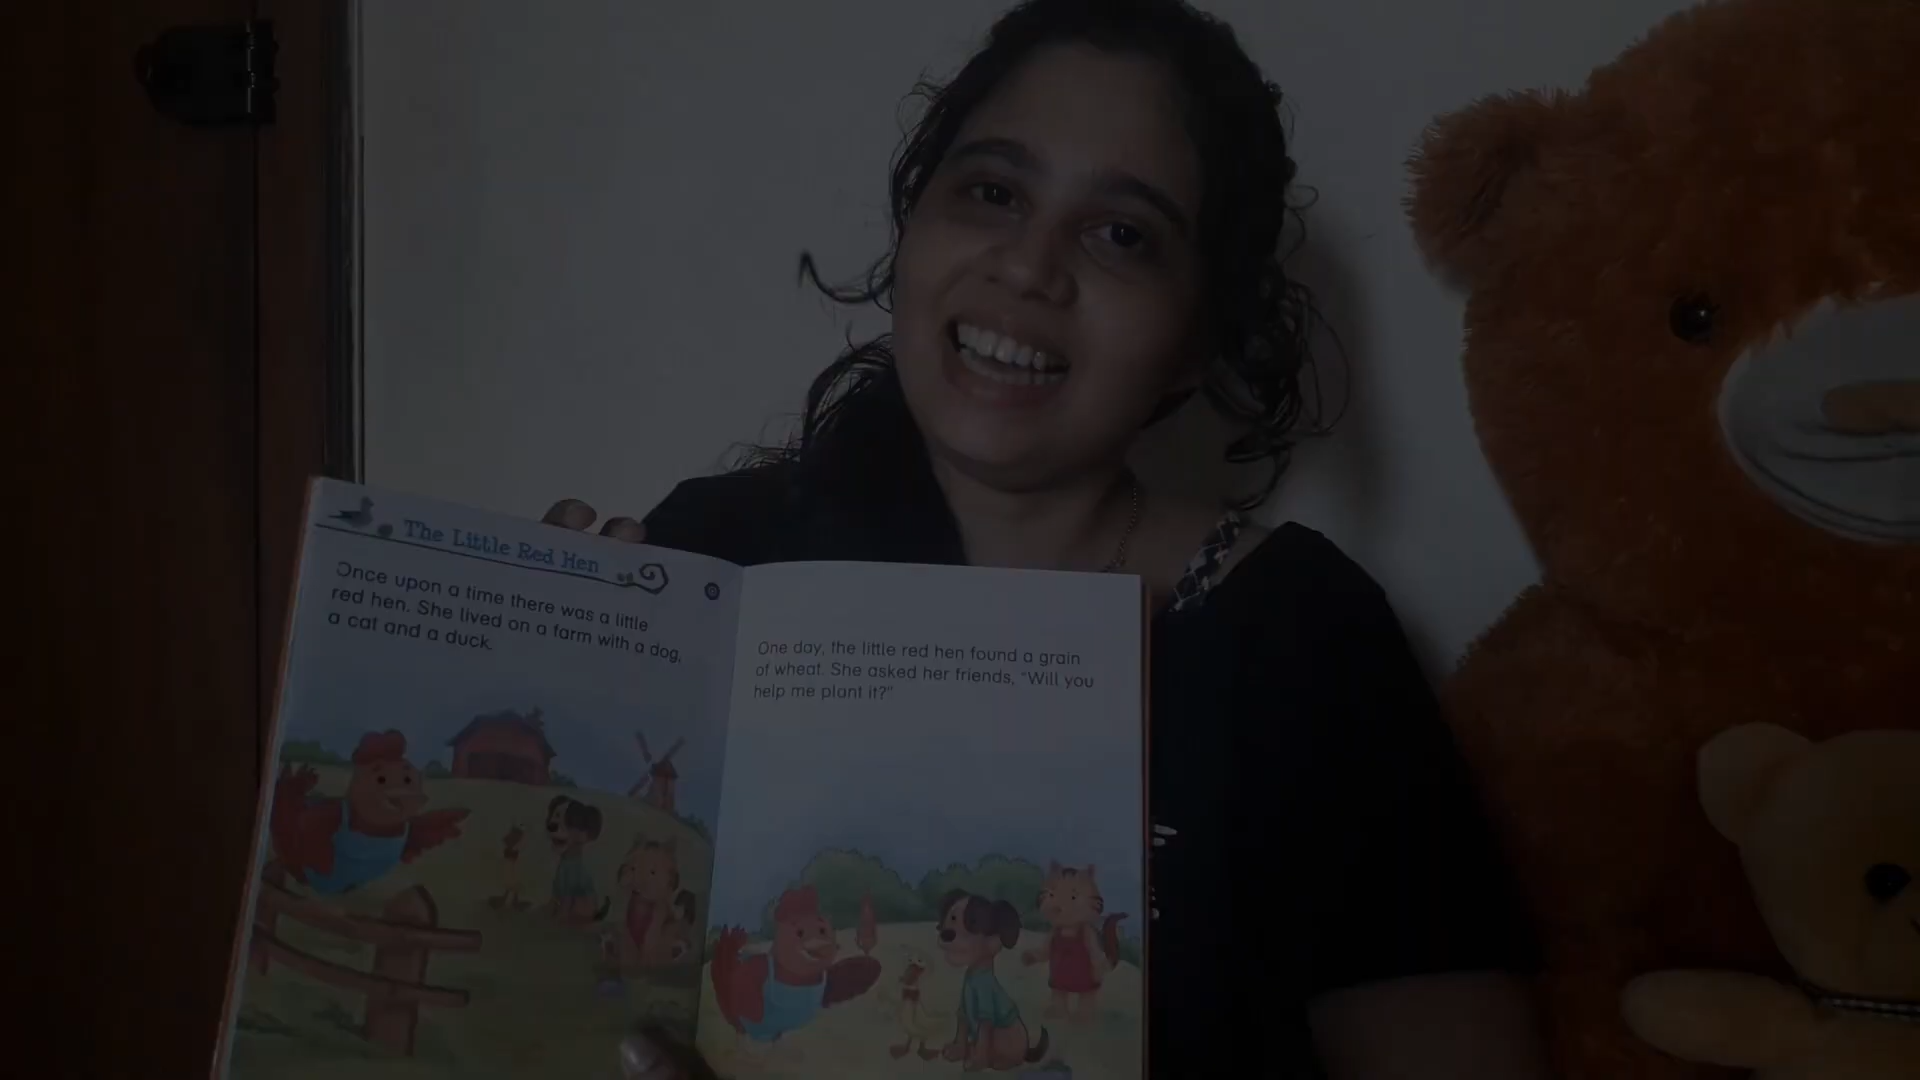 The Little Red Hen
Once upon a time there was a little
red hen. She lived on a farm with a dog,
a cat and a duck.
One day, the little red hen found a grain
of wheat. She asked her friends, "Will you
help me plant it?"